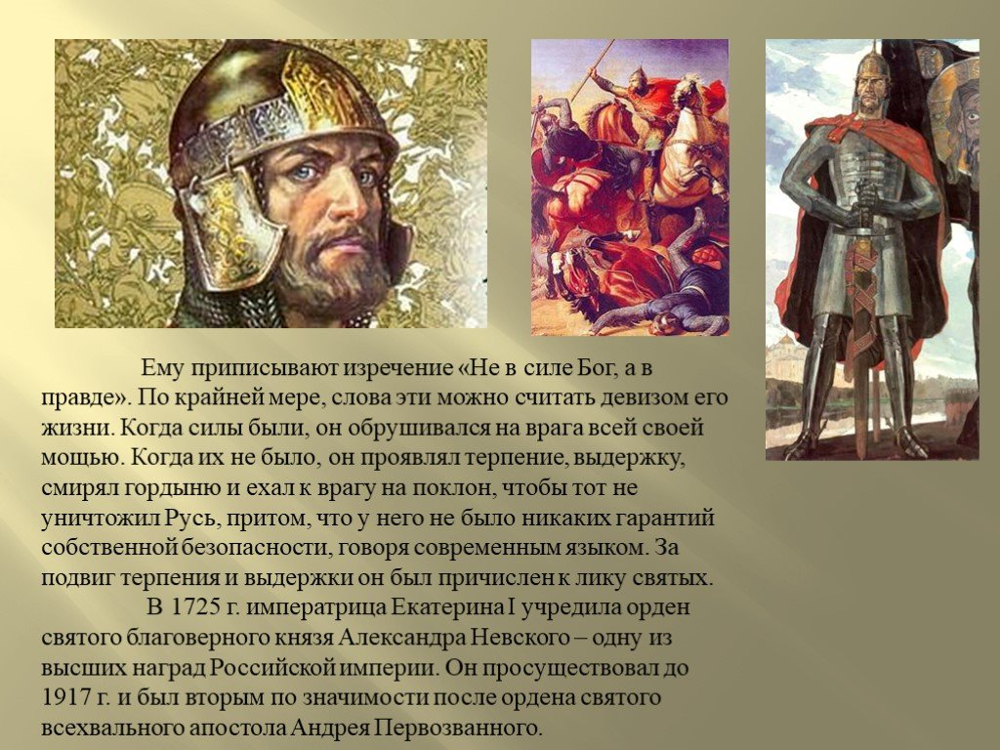 Ему приписывают изречение «Не в силе Бог, а в
правде». По крайней мере, слова эти можно считать девизом его
жизни. Когда силы были, он обрушивался на врага всей своей
мощью. Когда их не было, он проявлял терпение, выдержку,
смирял гордыню и ехал к врагу на поклон, чтобы тот не
уничтожил Русь, притом, что у него не было никаких гарантий
собственной безопасности, говоря современным языком. За
подвиг терпения и выдержки он был причислен к лику святых.
В 1725 г. императрица Екатерина I учредила орден
святого благоверного князя Александра Невского – одну из
высших наград Российской империи. Он просуществовал до
1917 г. и был вторым по значимости после ордена святого
всехвального апостола Андрея Первозванного.